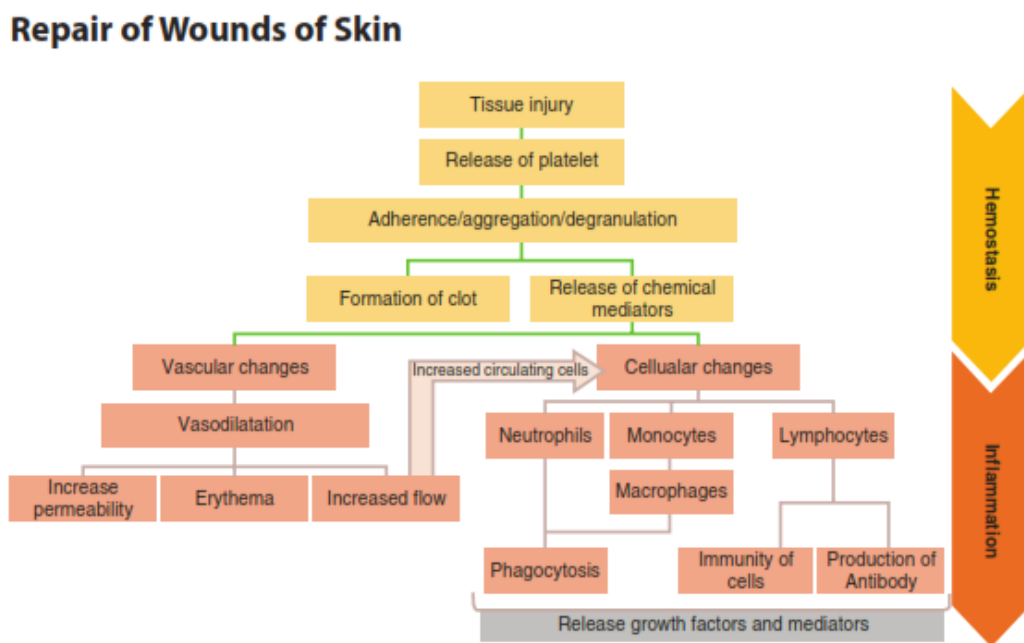 Repair of Wounds of Skin
Tissue injury
Release of platelet
Adherence/aggregation/degranulation
Formation of clot
Release of chemical
mediators
Hemostasis
Vascular changes
Increased circulating cells
Cellualar changes
Vasodilatation
Neutrophils
Monocytes
Lymphocytes
Increase
permeability
Erythema
Increased flow
Macrophages
Inflammation
Phagocytosis
Immunity of
cells
Production of
Antibody
Release growth factors and mediators